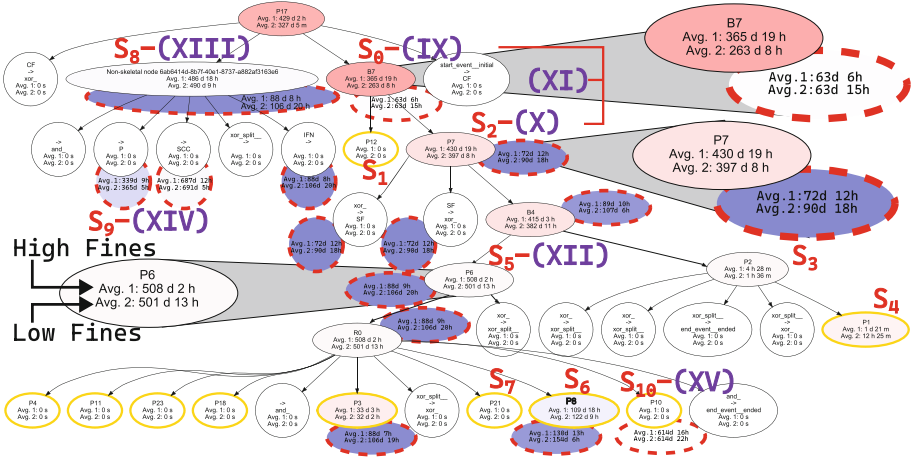 P17
Avg. 1: 429 d 2 h
Avg. 2: 327 d 5 m
S8-(XIII)
S0-(IX)
(XI)
B7
Avg. 1: 365 d 19 h
Avg. 2: 263 d 8 h
Avg.1:63d 6h
Avg.2:63d 15h
CF
->
xor_
Avg. 1: 0 s
Avg. 2: 0 s
Non-skeletal node 6ab6414d-8b7f-40e1-8737-a882af3163e6
Avg. 1: 486 d 18 h
Avg. 2: 490 d 9 h
Avg.1:88d 8h
Avg.2:106d 20h
B7
Avg. 1: 365 d 19 h
Avg. 2: 263 d 8 h
Avg.1:63d 6h
Avg.2:63d 15h
start_event__initial
->
CF
Avg. 1: 0 s
Avg. 2: 0 s
S2-(X)
->
and_
Avg. 1: 0 s
Avg. 2: 0 s
->
P
Avg. 1: 0 s
Avg. 2: 0 s
Avg.1:339d 9h
Avg.2:365d 5h
->
SCC
Avg. 1: 0 s
Avg. 2: 0 s
Avg.1:687d 12h
Avg.2:691d 5h
xor_split__
->
Avg. 1: 0 s
Avg. 2: 0 s
IFN
->
Avg. 1: 0 s
Avg. 2: 0 s
Avg.1:88d 8h
Avg.2:106d 20h
P12
Avg. 1: 0 s
Avg. 2: 0 s
S1
P7
Avg. 1: 430 d 19 h
Avg. 2: 397 d 8 h
Avg.1:72d 12h
Avg.2:90d 18h
P7
Avg. 1: 430 d 19 h
Avg. 2: 397 d 8 h
Avg.1:72d 12h
Avg.2:90d 18h
S9-(XIV)
xor_
->
SF
Avg. 1: 0 s
Avg. 2: 0 s
Avg.1:72d 12h
Avg.2:90d 18h
SF
->
xor_
Avg. 1: 0 s
Avg. 2: 0 s
Avg.1:72d 12h
Avg.2:90d 18h
B4
Avg. 1: 415 d 3 h
Avg. 2: 382 d 11 h
Avg.1:89d 10h
Avg.2:107d 6h
S5-(XII)
S3
High Fines
Low Fines
P6
Avg. 1: 508 d 2 h
Avg. 2: 501 d 13 h
P6
Avg. 1: 508 d 2 h
Avg. 2: 501 d 13 h
Avg.1:88d 9h
Avg.2:106d 20h
P2
Avg. 1: 4 h 28 m
Avg. 2: 1 h 36 m
S4
R0
Avg. 1: 508 d 2 h
Avg. 2: 501 d 13 h
Avg.1:88d 9h
Avg.2:106d 20h
xor_
->
xor_split__
Avg. 1: 0 s
Avg. 2: 0 s
xor_
->
xor_split__
Avg. 1: 0 s
Avg. 2: 0 s
xor_split__
->
xor_
Avg. 1: 0 s
Avg. 2: 0 s
xor_split__
->
end_event__ended
Avg. 1: 0 s
Avg. 2: 0 s
xor_split__
->
xor_
Avg. 1: 0 s
Avg. 2: 0 s
P1
Avg. 1: 1 d 21 m
Avg. 2: 12 h 25 m
S7
S6
S10-(XV)
P4
Avg. 1: 0 s
Avg. 2: 0 s
P11
Avg. 1: 0 s
Avg. 2: 0 s
P23
Avg. 1: 0 s
Avg. 2: 0 s
P18
Avg. 1: 0 s
Avg. 2: 0 s
->
and_
Avg. 1: 0 s
Avg. 2: 0 s
P3
Avg. 1: 33 d 3 h
Avg. 2: 32 d 2 h
Avg.1:88d 7h
Avg.2:106d 19h
xor_split__
->
xor_
Avg. 1: 0 s
Avg. 2: 0 s
P21
Avg. 1: 0 s
Avg. 2: 0 s
P8
Avg. 1: 109 d 18 h
Avg. 2: 122 d 9 h
Avg.1:130d 13h
Avg.2:154d 6h
P10
Avg. 1: 0 s
Avg. 2: 0 s
Avg.1:614d 16h
Avg.2:614d 22h
and_
->
end_event__ended
Avg. 1: 0 s
Avg. 2: 0 s